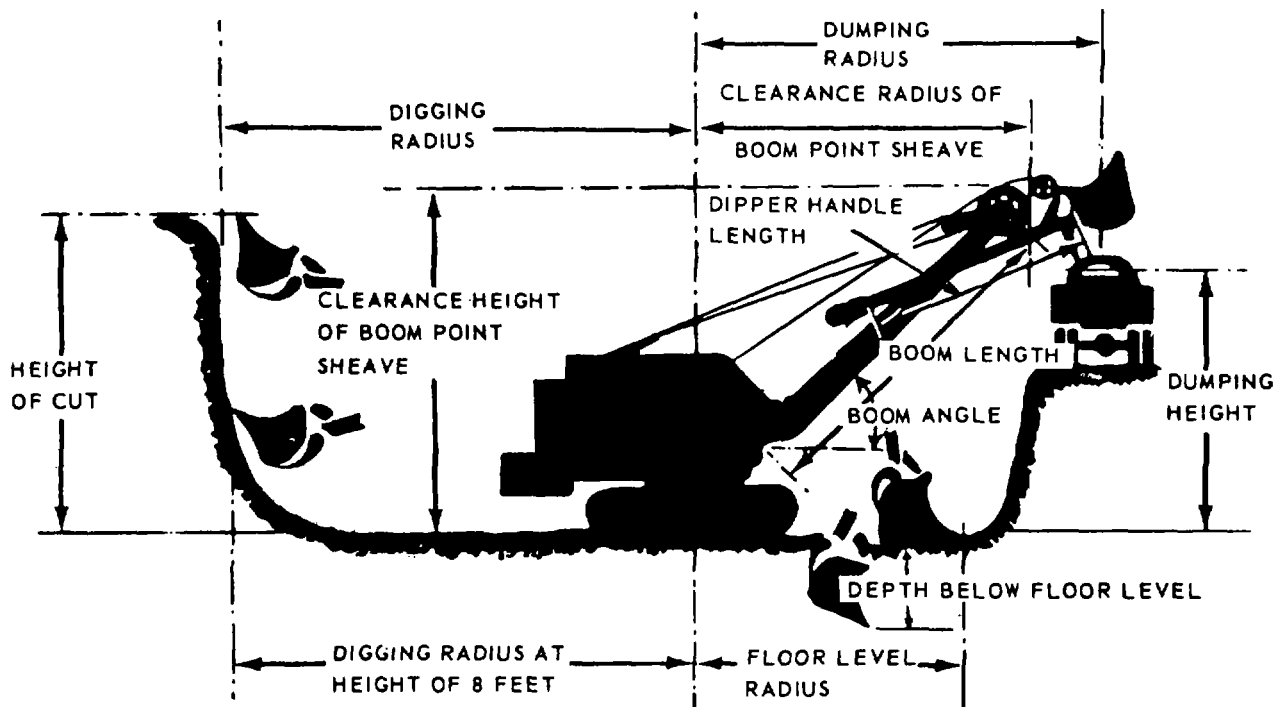 DUMPING
RADIUS
CLEARANCE RADIUS OF
BOOM POINT SHEAVE
DIGGING
RADIUS
DIPPER HANDLE
LENGTH
CLEARANCE HEIGHT
OF BOOM POINT
SHEAVE
HEIGHT
OF CUT
BOOM LENGTH
BOOM ANGLE
DUMPING
HEIGHT
DEPTH BELOW FLOOR LEVEL
DIGGING RADIUS AT
HEIGHT OF 8 FEET
FLOOR LEVEL
RADIUS